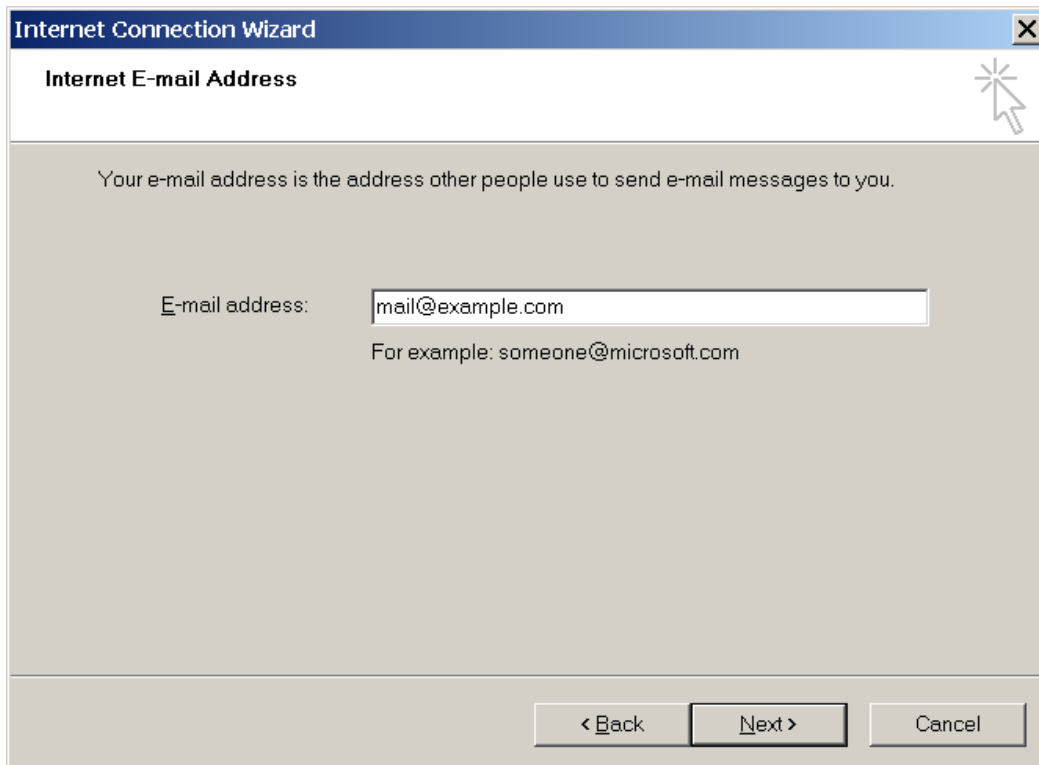 Internet Connection Wizard
Internet E-mail Address
Your e-mail address is the address other people use to send e-mail messages to you.
E-mail address: mail@example.com
For example: someone@microsoft.com
< Back Next > Cancel